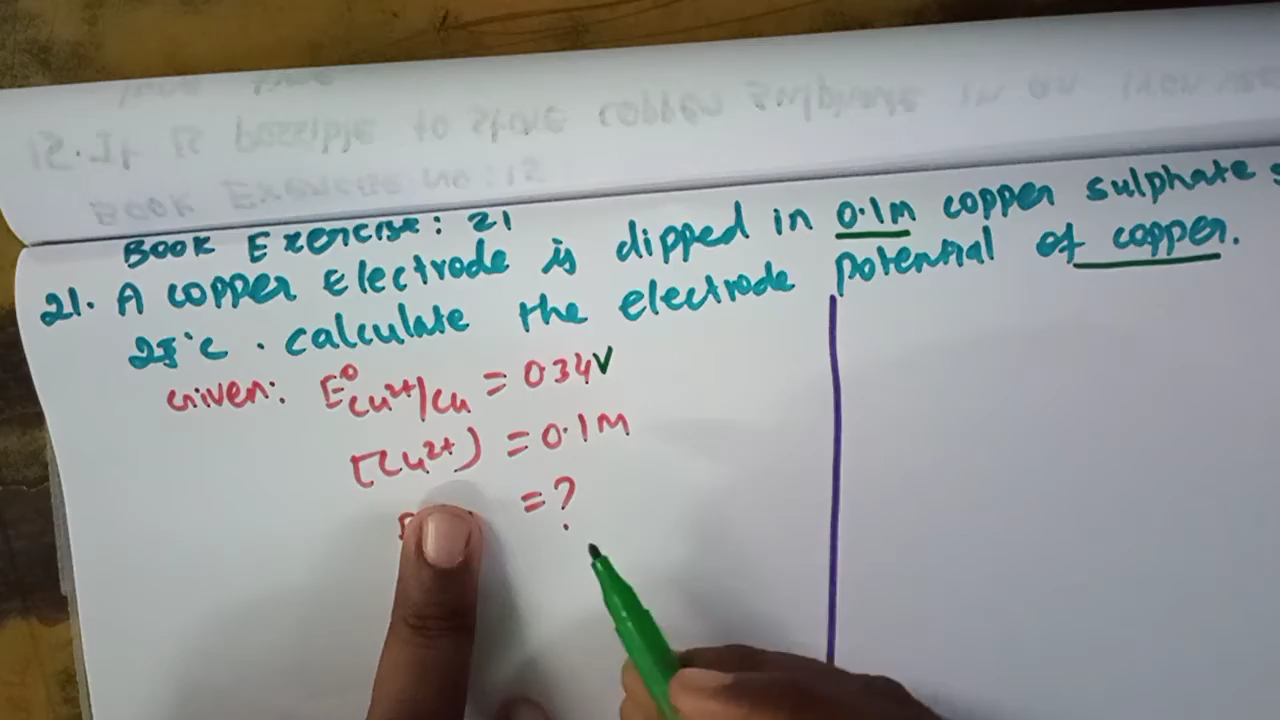 BOOK Exercise: 21
21. A copper Electrode is dipped in 0.1M copper sulphate
25°C. calculate the electrode potential of copper.
Given: E⁰Cu²⁺/Cu = 0.34V
[Cu²⁺) = 0.1M
= ?